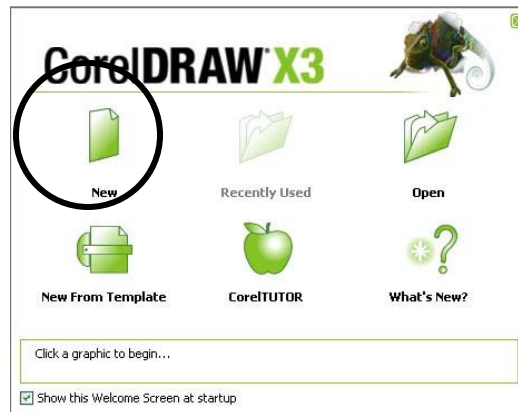 CorelDRAW X3
New
Recently Used
Open
New From Template
CorelTUTOR
What's New?
Click a graphic to begin...
Show this Welcome Screen at startup